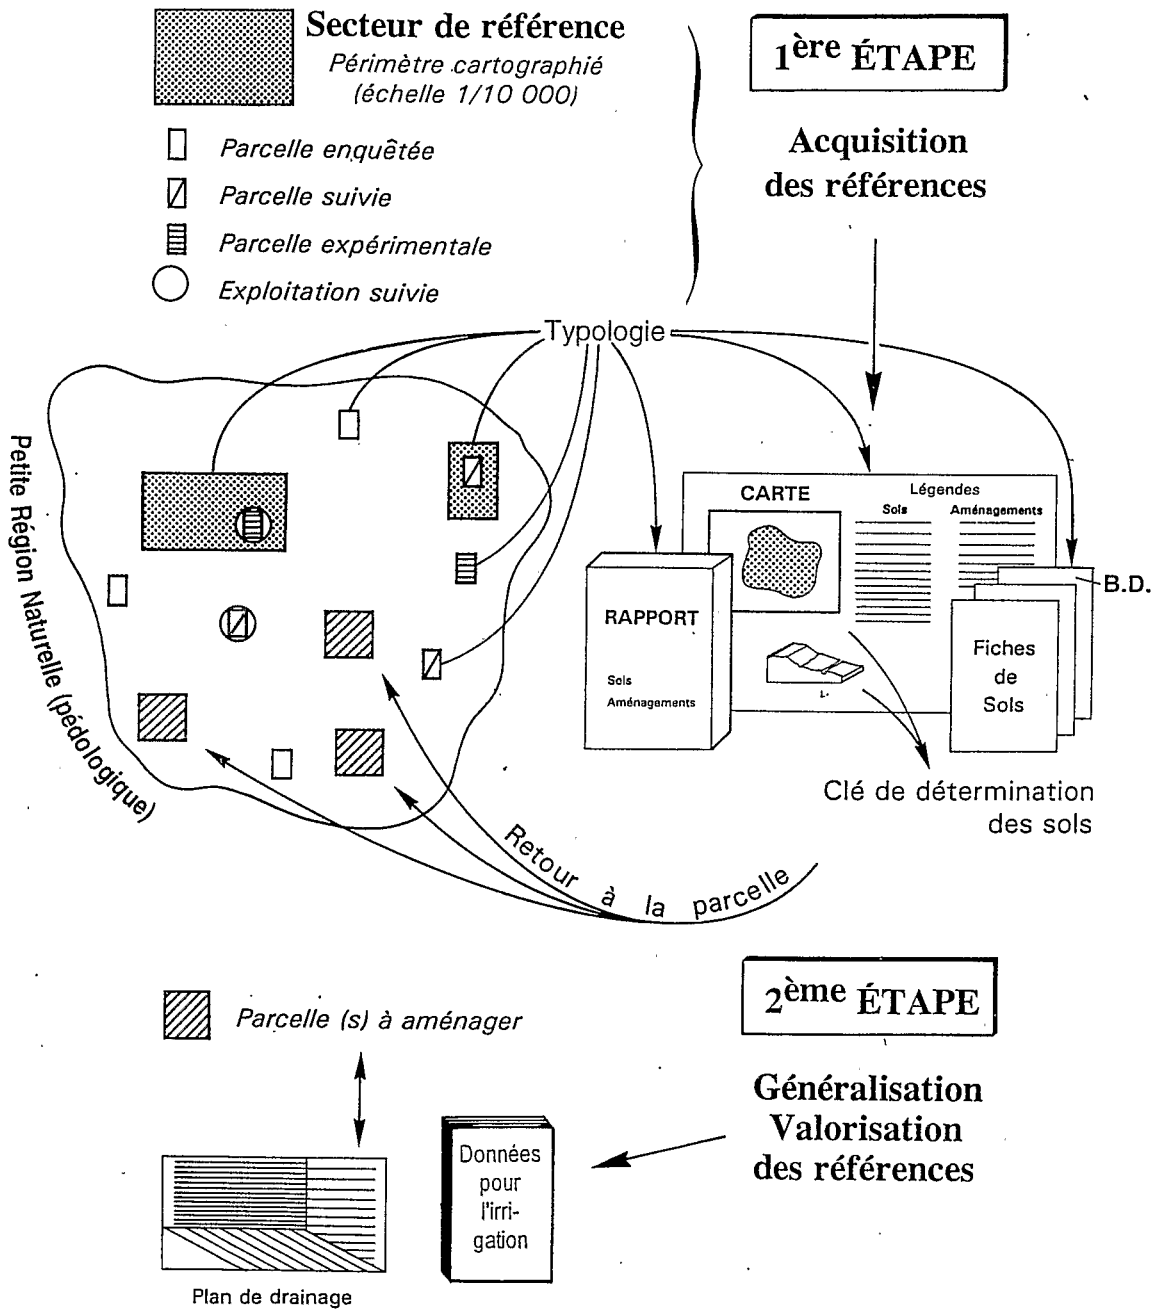 Secteur de référence
Périmètre cartographié
(échelle 1/10 000)
Parcelle enquêtée
Parcelle suivie
Parcelle expérimentale
Exploitation suivie
1ère ÉTAPE
Acquisition
des références
Typologie
Petite Région Naturelle (pédologique)
CARTE
Légendes
Sols
Aménagements
RAPPORT
Sols
Aménagements
B.D.
Fiches
de
Sols
Clé de détermination
des sols
Retour à la parcelle
2ème ÉTAPE
Parcelle (s) à aménager
Généralisation
Valorisation
des références
Données
pour
l'irri-
gation
Plan de drainage